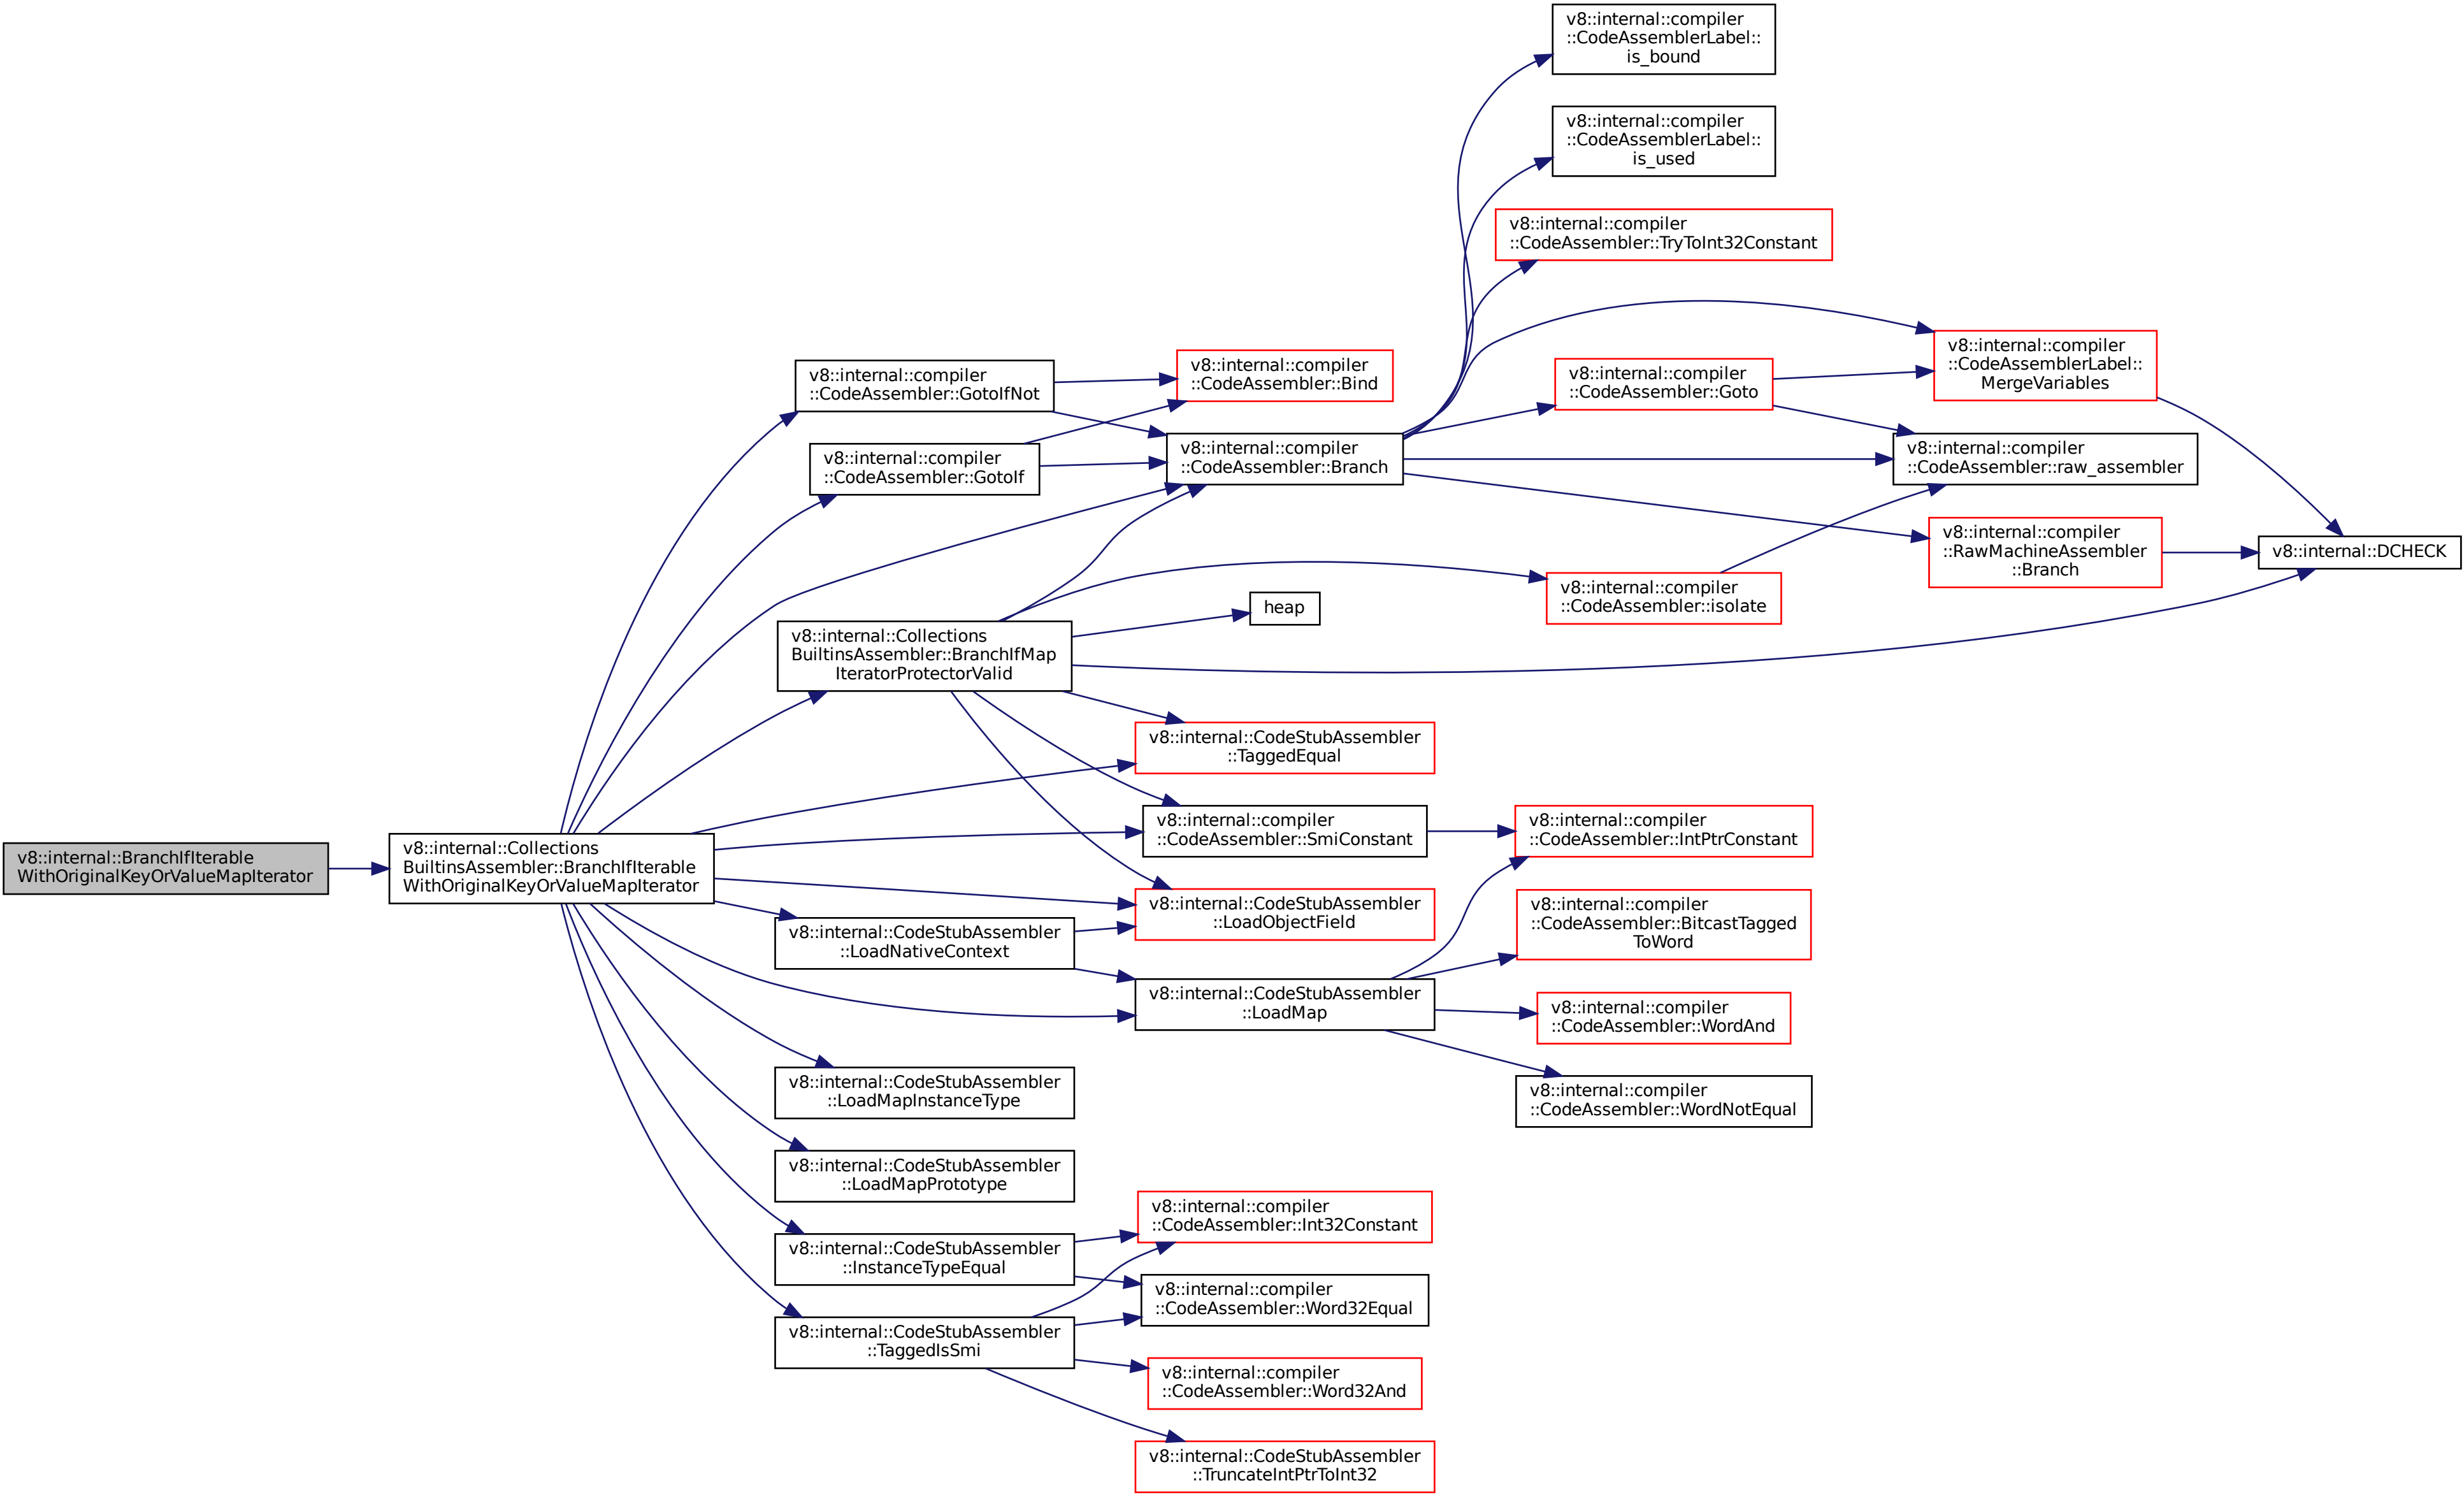 v8::internal::compiler
::CodeAssemblerLabel::
is_bound
v8::internal::compiler
::CodeAssemblerLabel::
is_used
v8::internal::compiler
::CodeAssembler::TryToInt32Constant
v8::internal::compiler
::CodeAssemblerLabel::
MergeVariables
v8::internal::compiler
::CodeAssembler::GotoIfNot
v8::internal::compiler
::CodeAssembler::Bind
v8::internal::compiler
::CodeAssembler::Goto
v8::internal::compiler
::CodeAssembler::GotoIf
v8::internal::compiler
::CodeAssembler::Branch
v8::internal::compiler
::CodeAssembler::raw_assembler
v8::internal::compiler
::RawMachineAssembler
::Branch
v8::internal::DCHECK
v8::internal::compiler
::CodeAssembler::isolate
heap
v8::internal::Collections
BuiltinsAssembler::BranchIfMap
IteratorProtectorValid
v8::internal::CodeStubAssembler
::TaggedEqual
v8::internal::compiler
::CodeAssembler::SmiConstant
v8::internal::compiler
::CodeAssembler::IntPtrConstant
v8::internal::BranchIfIterable
WithOriginalKeyOrValueMapIterator
v8::internal::Collections
BuiltinsAssembler::BranchIfIterable
WithOriginalKeyOrValueMapIterator
v8::internal::CodeStubAssembler
::LoadObjectField
v8::internal::compiler
::CodeAssembler::BitcastTagged
ToWord
v8::internal::CodeStubAssembler
::LoadNativeContext
v8::internal::CodeStubAssembler
::LoadMap
v8::internal::compiler
::CodeAssembler::WordAnd
v8::internal::CodeStubAssembler
::LoadMapInstanceType
v8::internal::compiler
::CodeAssembler::WordNotEqual
v8::internal::CodeStubAssembler
::LoadMapPrototype
v8::internal::compiler
::CodeAssembler::Int32Constant
v8::internal::CodeStubAssembler
::InstanceTypeEqual
v8::internal::compiler
::CodeAssembler::Word32Equal
v8::internal::CodeStubAssembler
::TaggedIsSmi
v8::internal::compiler
::CodeAssembler::Word32And
v8::internal::CodeStubAssembler
::TruncateIntPtrToInt32